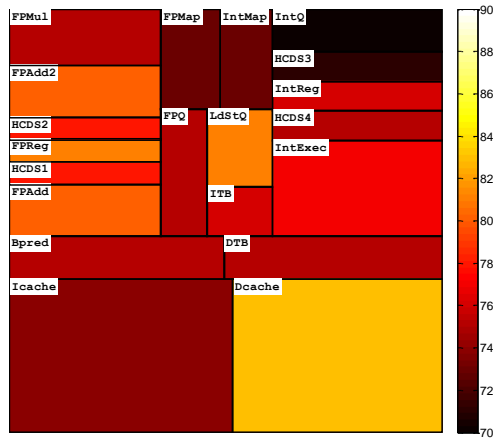 FPMul
FPMap
IntMap
IntQ
FPAdd2
HCDS3
IntReg
HCDS2
FPQ
LdStQ
HCDS4
FPReg
IntExec
HCDS1
FPAdd
ITB
Bpred
DTB
Icache
Dcache
90
88
86
84
82
80
78
76
74
72
70